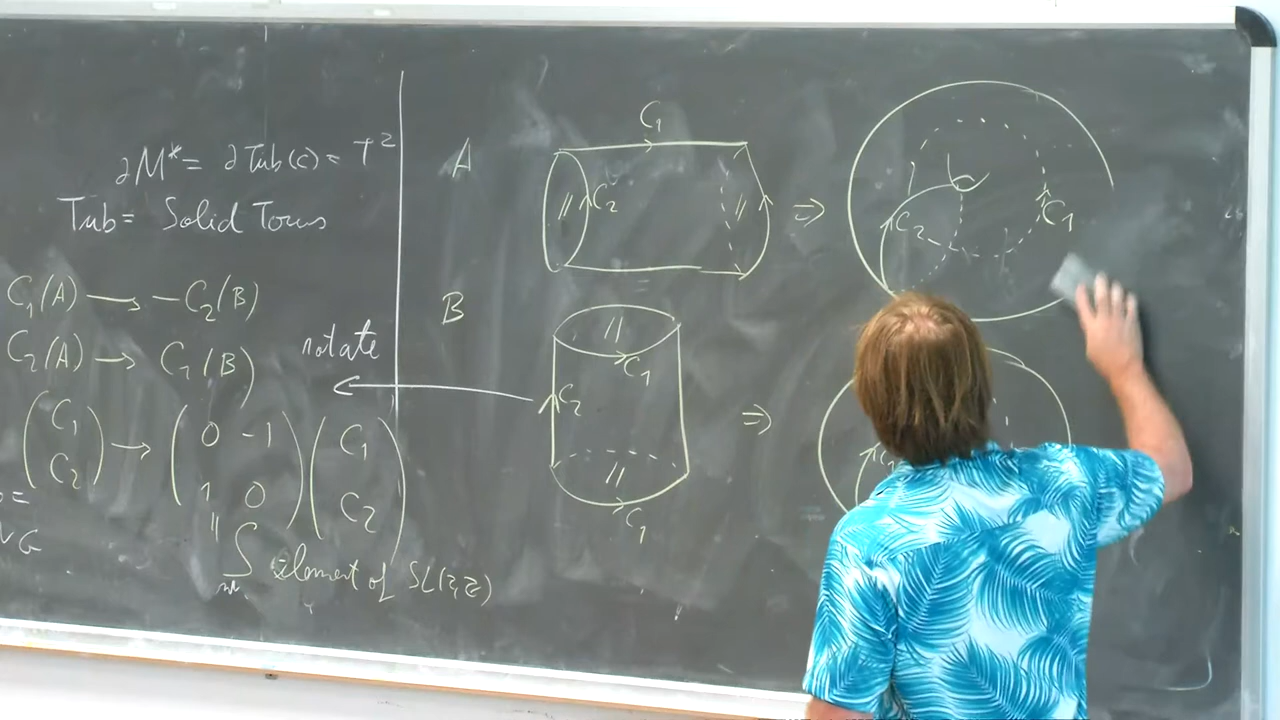 ∂M* = ∂Tub(c) = T²
Tub = Solid Torus
C₁(A) → -C₂(B)
C₂(A) → C₁(B)
(C₁ C₂) → (0 -1 1 0) (C₁ C₂)
=
G
S element of SL(2,Z)
rotate
A
C₁
// C₂ //
⇒
C₂ C₁
B
//
C₁
C₂
⇒
//
C₁